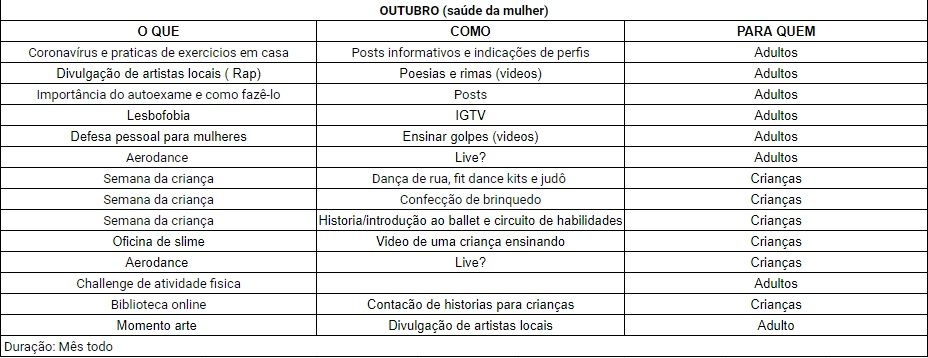 OUTUBRO (saúde da mulher)
O QUE COMO PARA QUEM
Coronavírus e praticas de exercicios em casa Posts informativos e indicações de perfis Adultos
Divulgação de artistas locais ( Rap) Poesias e rimas (videos) Adultos
Importância do autoexame e como fazê-lo Posts Adultos
Lesbofobia IGTV Adultos
Defesa pessoal para mulheres Ensinar golpes (videos) Adultos
Aerodance Live? Adultos
Semana da criança Dança de rua, fit dance kits e judô Crianças
Semana da criança Confecção de brinquedo Crianças
Semana da criança Historia/introdução ao ballet e circuito de habilidades Crianças
Oficina de slime Video de uma criança ensinando Crianças
Aerodance Live? Crianças
Challenge de atividade fisica Adultos
Biblioteca online Contacão de historias para crianças Crianças
Momento arte Divulgação de artistas locais Adulto
Duração: Mês todo